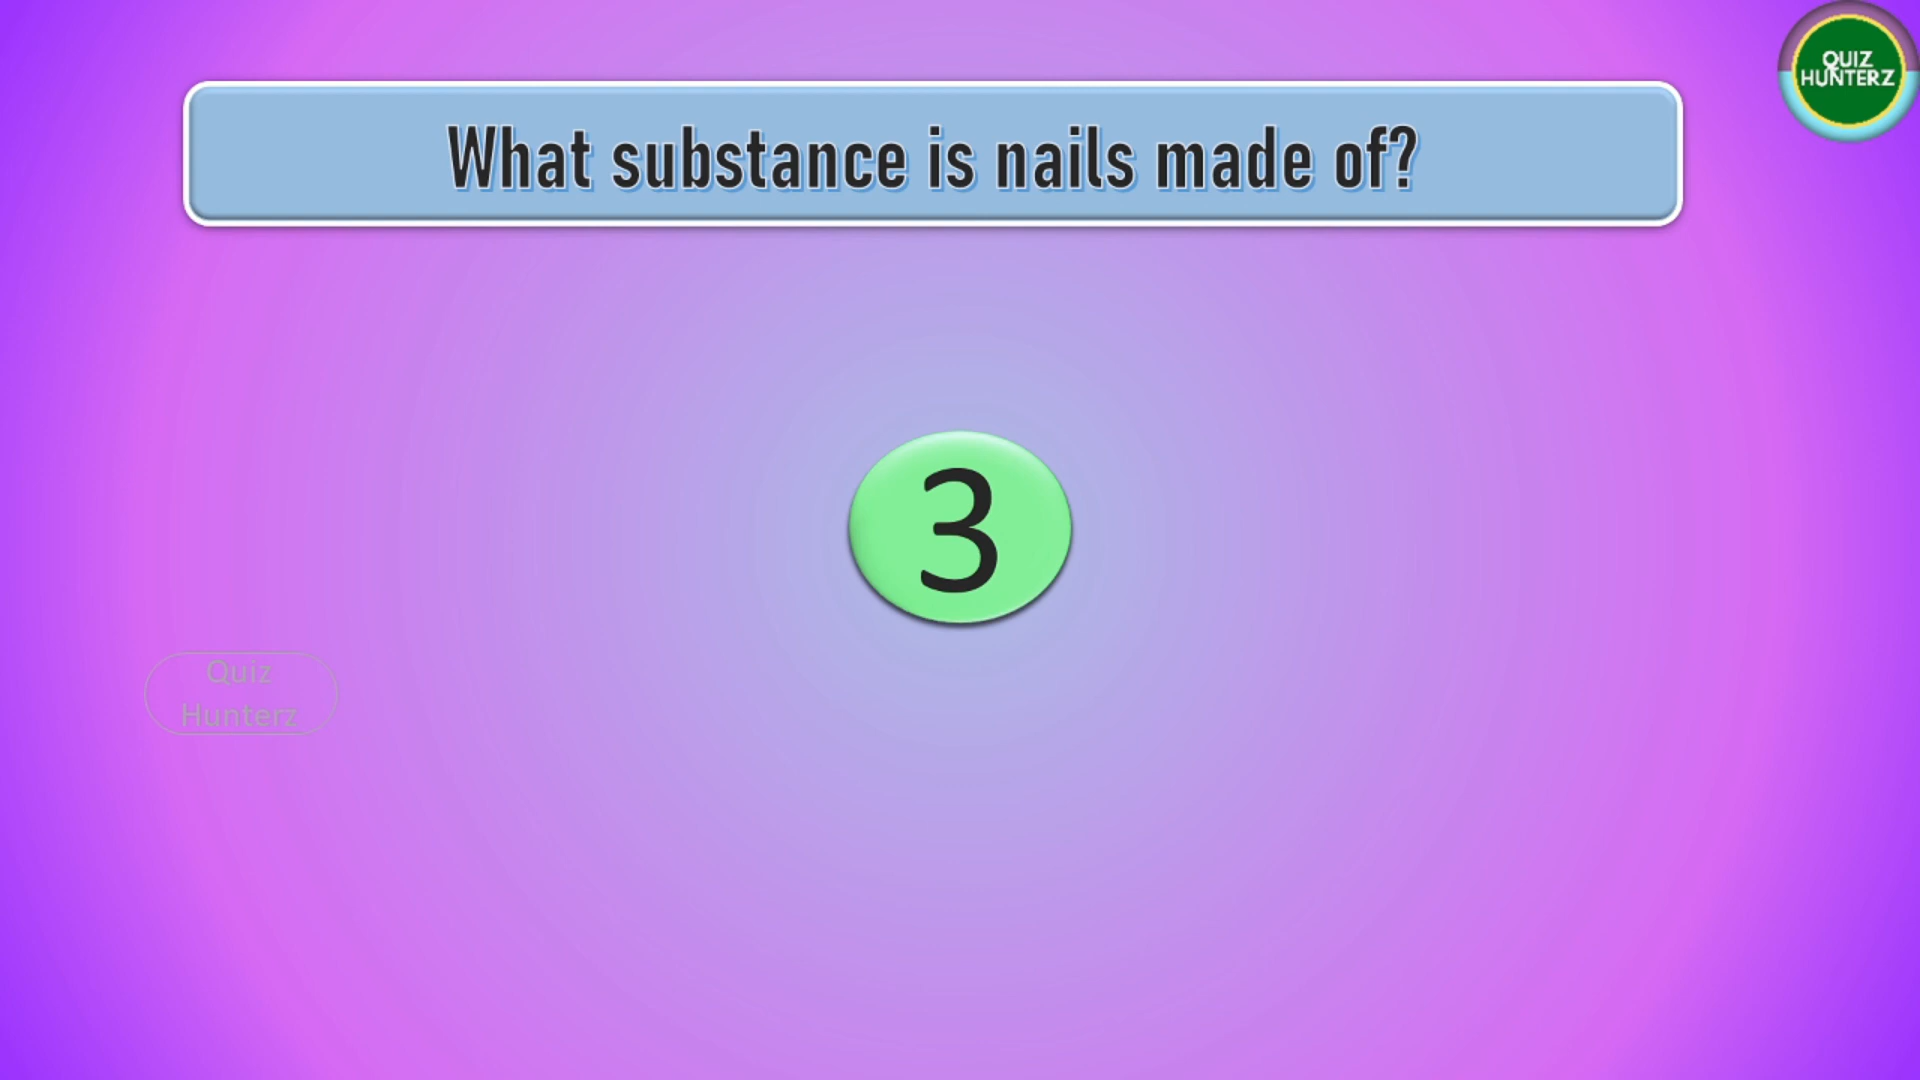 QUIZ
HUNTERZ
What substance is nails made of?
3
Quiz
Hunterz